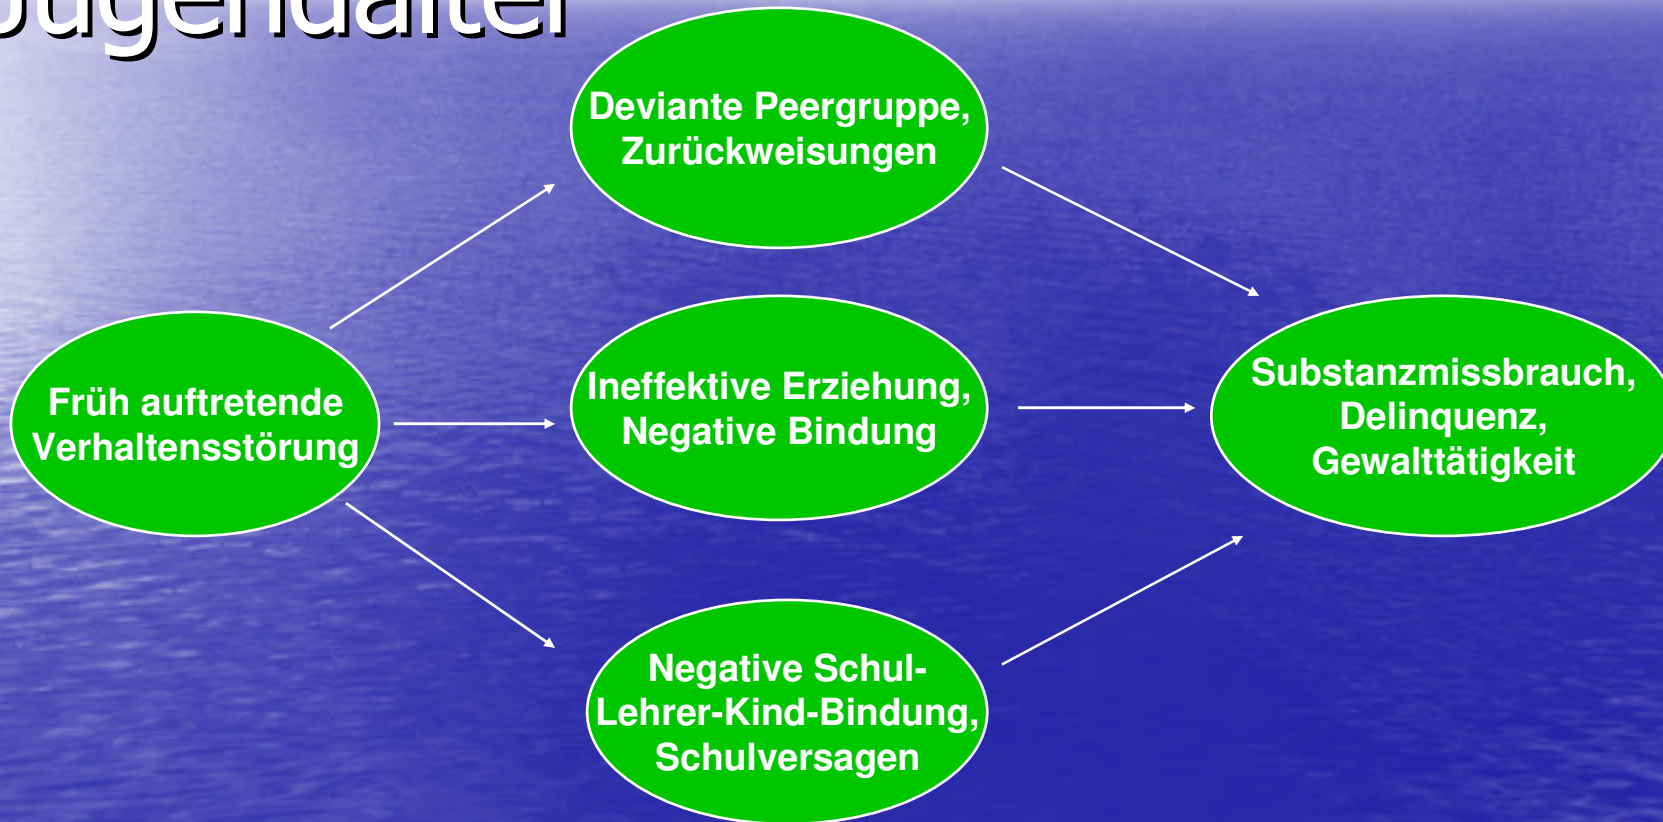 Jugendalter
Deviante Peergruppe,
Zurückweisungen
Früh auftretende
Verhaltensstörung
Ineffektive Erziehung,
Negative Bindung
Substanzmissbrauch,
Delinquenz,
Gewalttätigkeit
Negative Schul-
Lehrer-Kind-Bindung,
Schulversagen